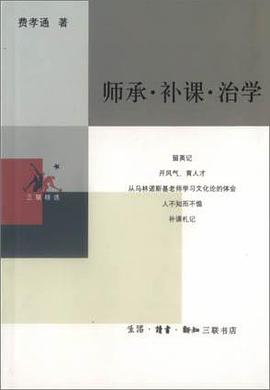 费孝通 著
师承·补课·治学
留英记
开风气、育人才
从马林诺斯基老师学习文化论的体会
人不知而不愠
补课札记
三联精选
生活·读书·新知三联书店